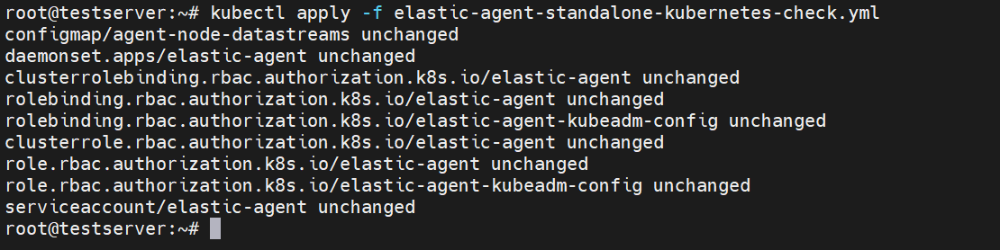 root@testserver:~# kubectl apply -f elastic-agent-standalone-kubernetes-check.yml
configmap/agent-node-datastreams unchanged
daemonset.apps/elastic-agent unchanged
clusterrolebinding.rbac.authorization.k8s.io/elastic-agent unchanged
rolebinding.rbac.authorization.k8s.io/elastic-agent unchanged
rolebinding.rbac.authorization.k8s.io/elastic-agent-kubeadm-config unchanged
clusterrole.rbac.authorization.k8s.io/elastic-agent unchanged
role.rbac.authorization.k8s.io/elastic-agent unchanged
role.rbac.authorization.k8s.io/elastic-agent-kubeadm-config unchanged
serviceaccount/elastic-agent unchanged
root@testserver:~#